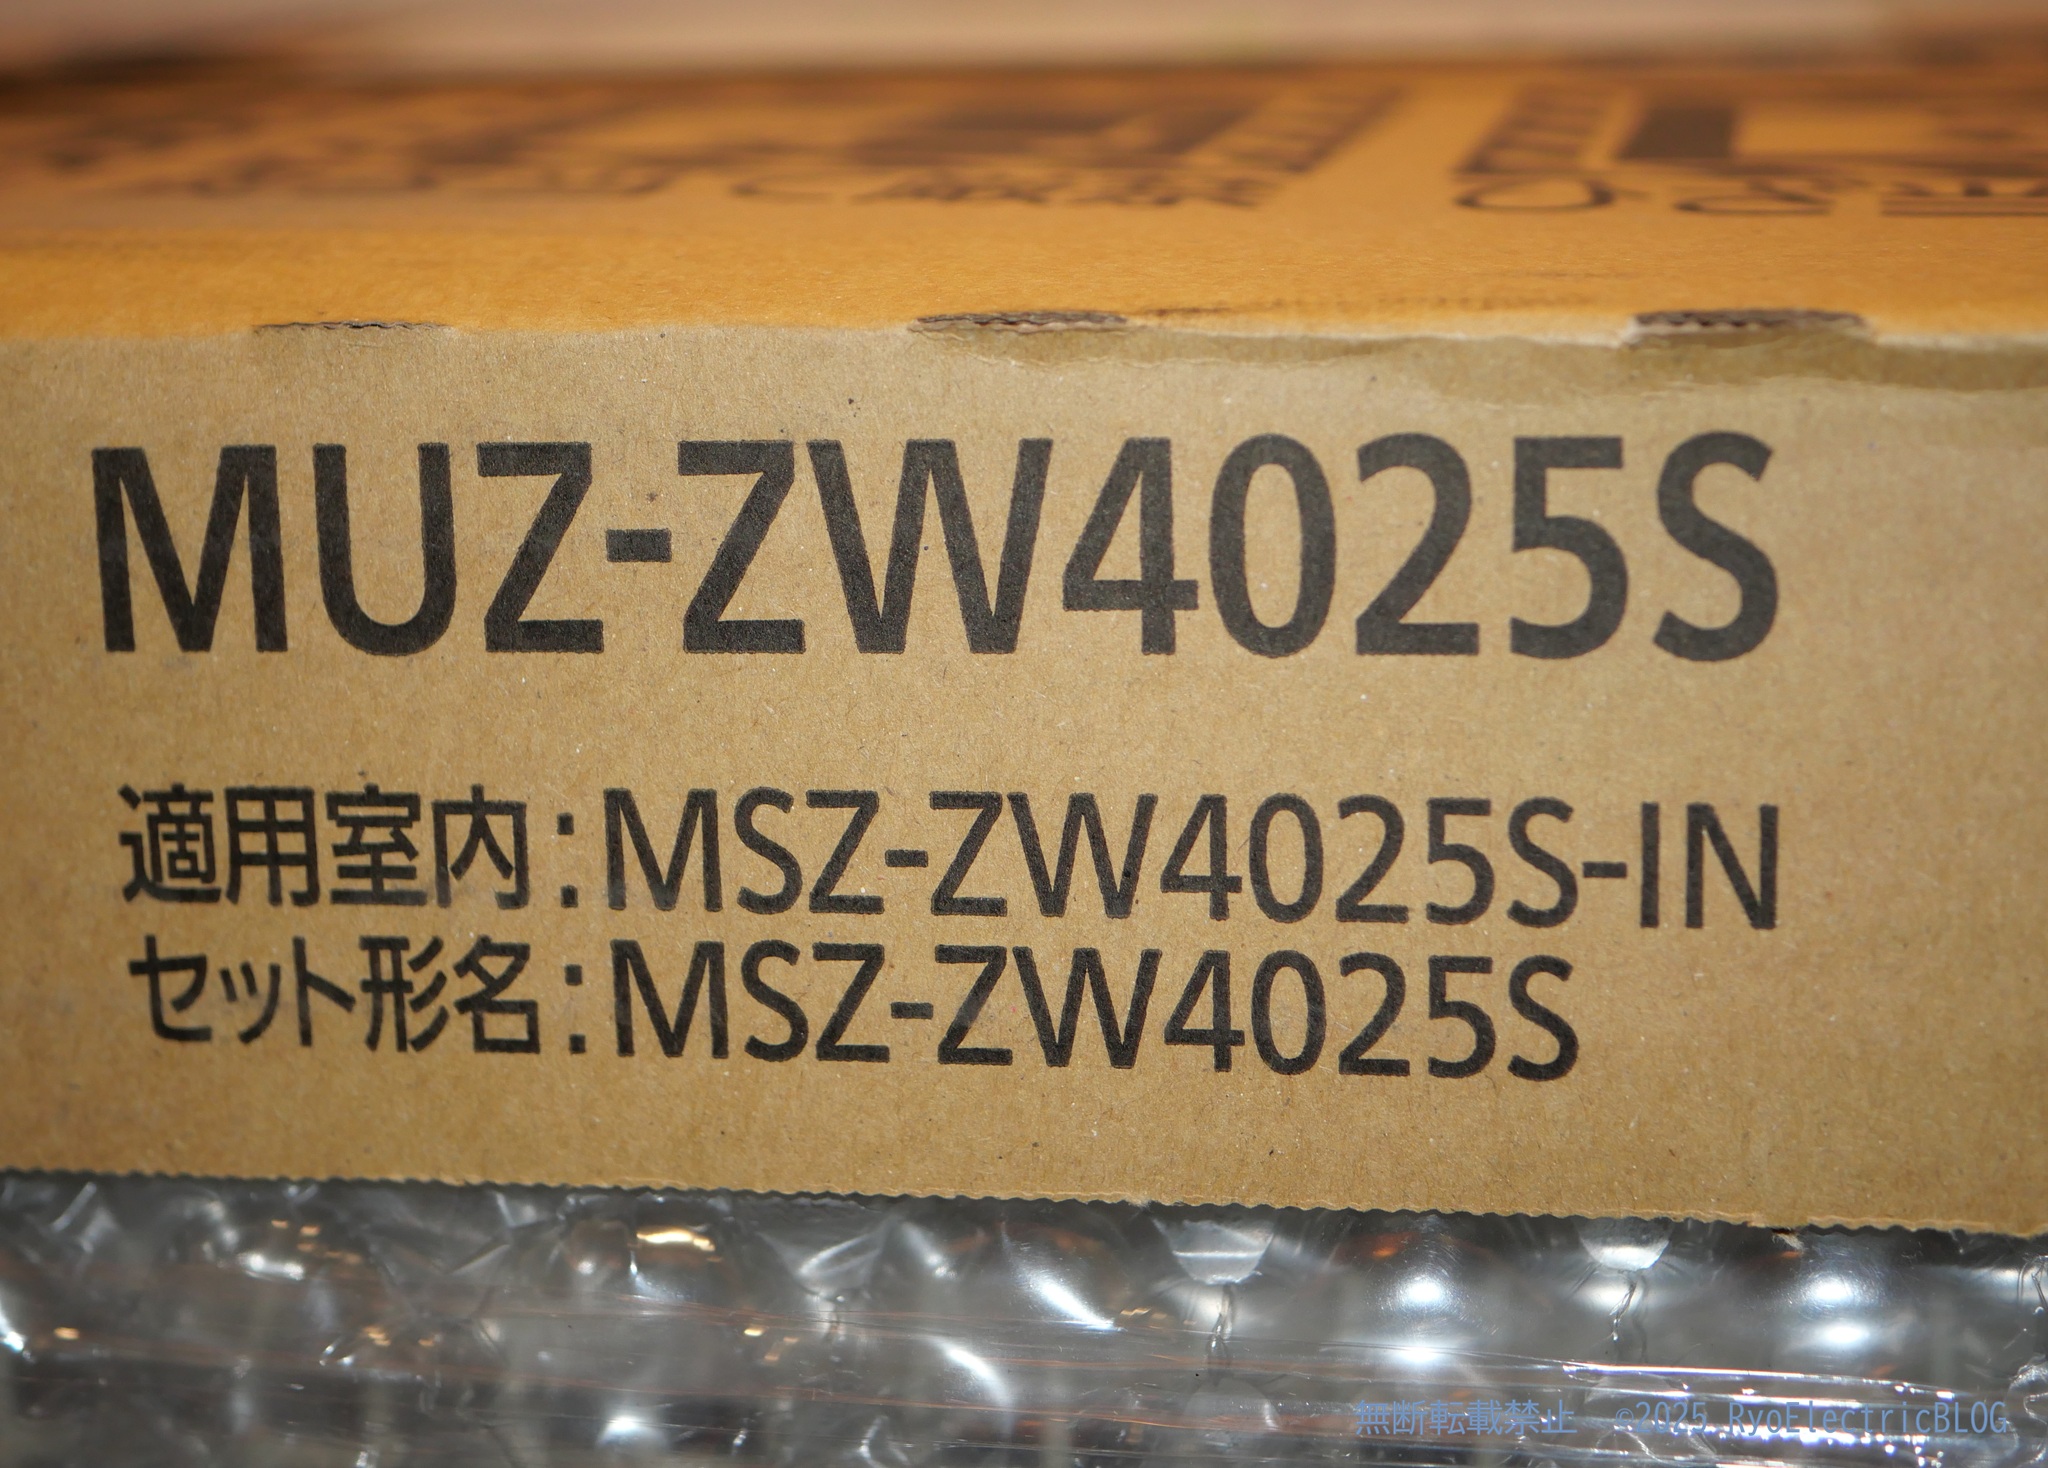 MUZ-ZW4025S
適用室内:MSZ-ZW4025S-IN
セット形名:MSZ-ZW4025S
無断転載禁止 ©2025 RyoElectricBLOG